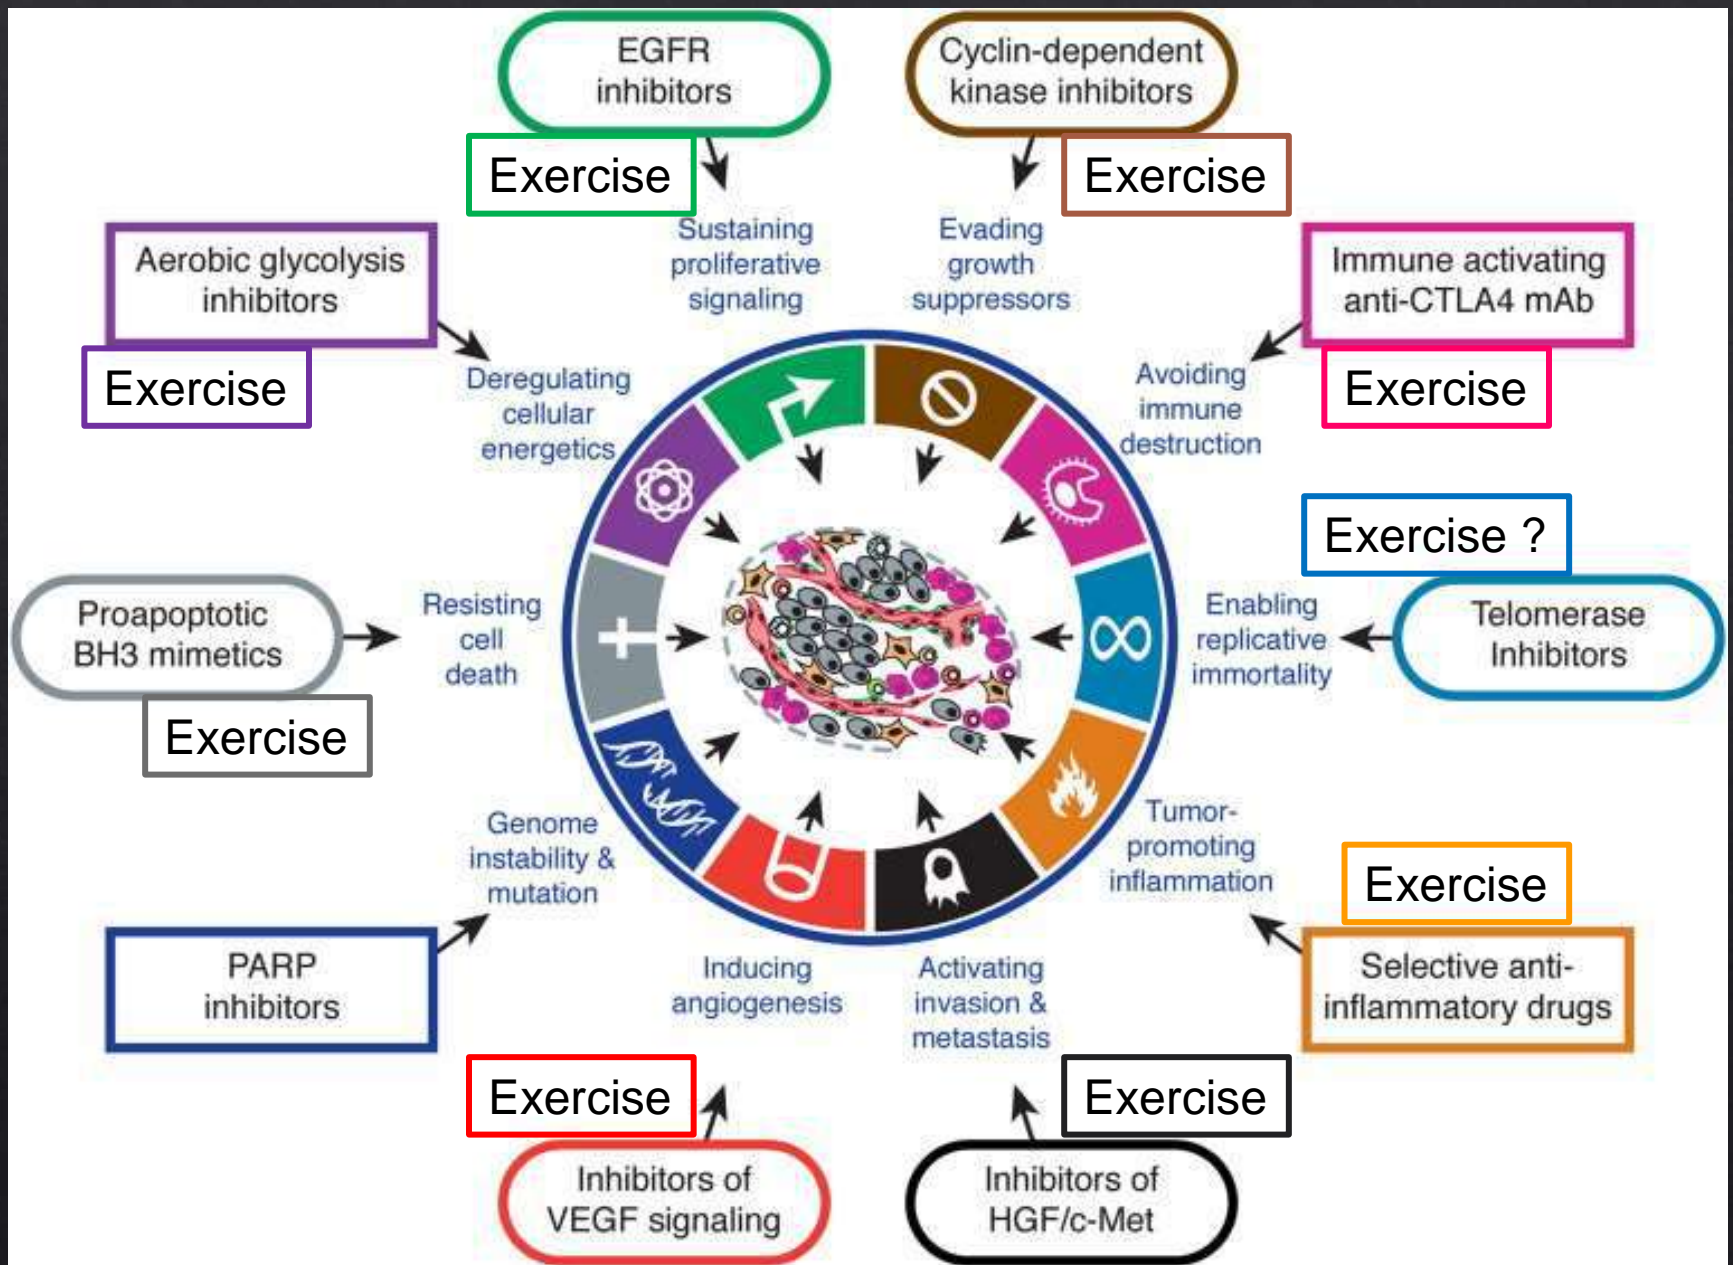 EGFR
inhibitors
Exercise
Cyclin-dependent
kinase inhibitors
Exercise
Sustaining
proliferative
signaling
Evading
growth
suppressors
Aerobic glycolysis
inhibitors
Exercise
Deregulating
cellular
energetics
Immune activating
anti-CTLA4 mAb
Exercise
Avoiding
immune
destruction
Proapoptotic
BH3 mimetics
Exercise
Resisting
cell
death
Exercise ?
Enabling
replicative
immortality
Telomerase
Inhibitors
Genome
instability &
mutation
PARP
inhibitors
Tumor-
promoting
inflammation
Exercise
Selective anti-
inflammatory drugs
Inducing
angiogenesis
Exercise
Inhibitors of
VEGF signaling
Activating
invasion &
metastasis
Exercise
Inhibitors of
HGF/c-Met